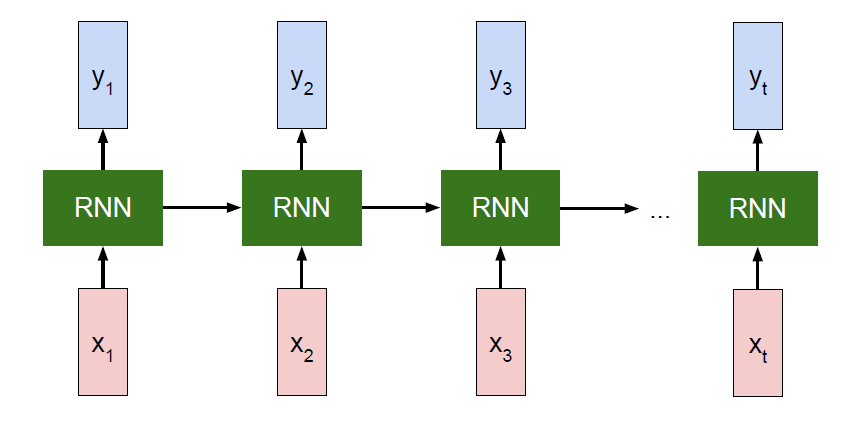 y1 y2 y3 yt
RNN RNN RNN ... RNN
x1 x2 x3 xt